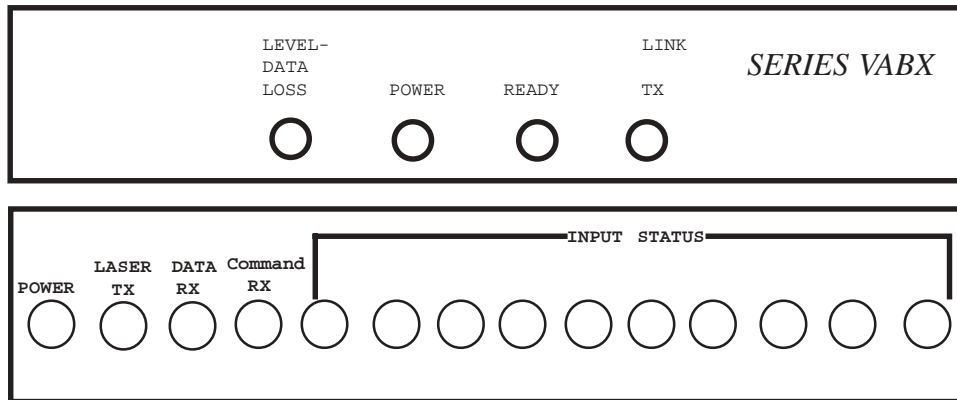 LEVEL-
DATA
LOSS
POWER
READY
LINK
TX
SERIES VABX
INPUT STATUS
POWER
LASER
TX
DATA
RX
Command
RX